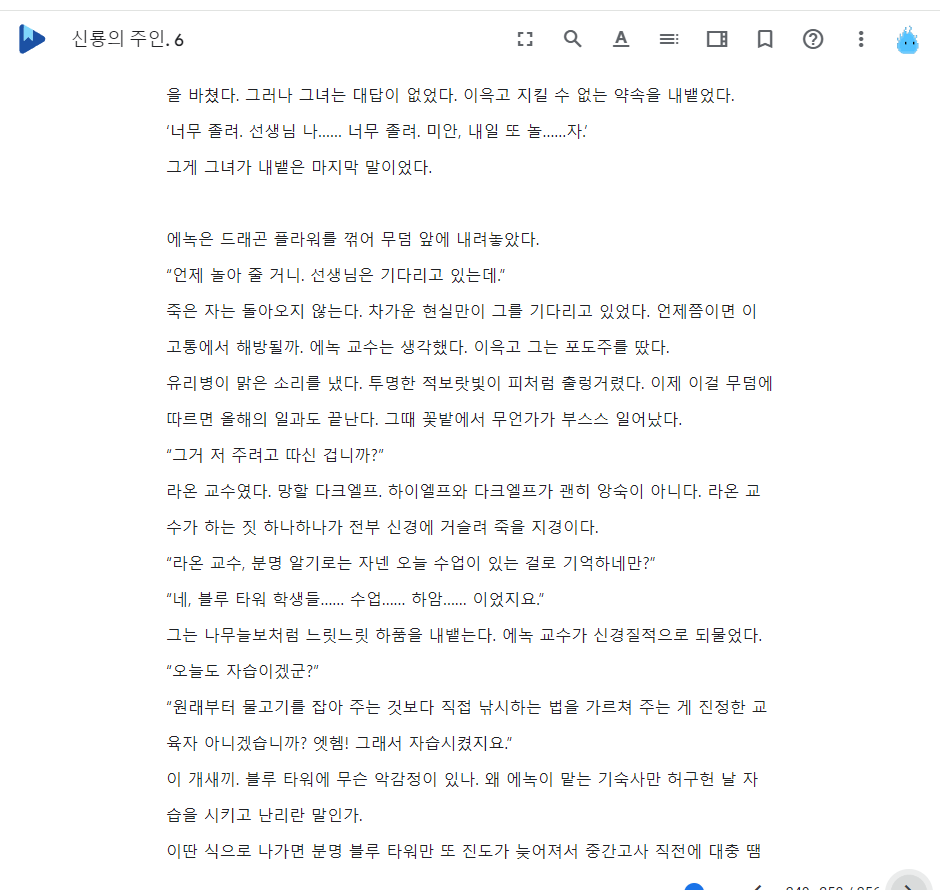 신룡의 주인. 6
을 바쳤다. 그러나 그녀는 대답이 없었다. 이윽고 지킬 수 없는 약속을 내뱉었다.
‘너무 졸려. 선생님 나…… 너무 졸려. 미안, 내일 또 놀……자.’
그게 그녀가 내뱉은 마지막 말이었다.
에녹은 드래곤 플라워를 꺾어 무덤 앞에 내려놓았다.
“언제 놀아 줄 거니. 선생님은 기다리고 있는데.”
죽은 자는 돌아오지 않는다. 차가운 현실만이 그를 기다리고 있었다. 언제쯤이면 이
고통에서 해방될까. 에녹 교수는 생각했다. 이윽고 그는 포도주를 땄다.
유리병이 맑은 소리를 냈다. 투명한 적보랏빛이 피처럼 출렁거렸다. 이제 이걸 무덤에
따르면 올해의 일과도 끝난다. 그때 꽃밭에서 무언가가 부스스 일어났다.
“그거 저 주려고 따신 겁니까?”
라온 교수였다. 망할 다크엘프. 하이엘프와 다크엘프가 괜히 앙숙이 아니다. 라온 교
수가 하는 짓 하나하나가 전부 신경에 거슬려 죽을 지경이다.
“라온 교수, 분명 알기로는 자넨 오늘 수업이 있는 걸로 기억하네만?”
“네, 블루 타워 학생들…… 수업…… 하암…… 이었지요.”
그는 나무늘보처럼 느릿느릿 하품을 내뱉는다. 에녹 교수가 신경질적으로 되물었다.
“오늘도 자습이겠군?”
“원래부터 물고기를 잡아 주는 것보다 직접 낚시하는 법을 가르쳐 주는 게 진정한 교
육자 아니겠습니까? 엣헴! 그래서 자습시켰지요.”
이 개새끼. 블루 타워에 무슨 악감정이 있나. 왜 에녹이 맡는 기숙사만 허구헌 날 자
습을 시키고 난리란 말인가.
이딴 식으로 나가면 분명 블루 타워만 또 진도가 늦어져서 중간고사 직전에 대충 땜